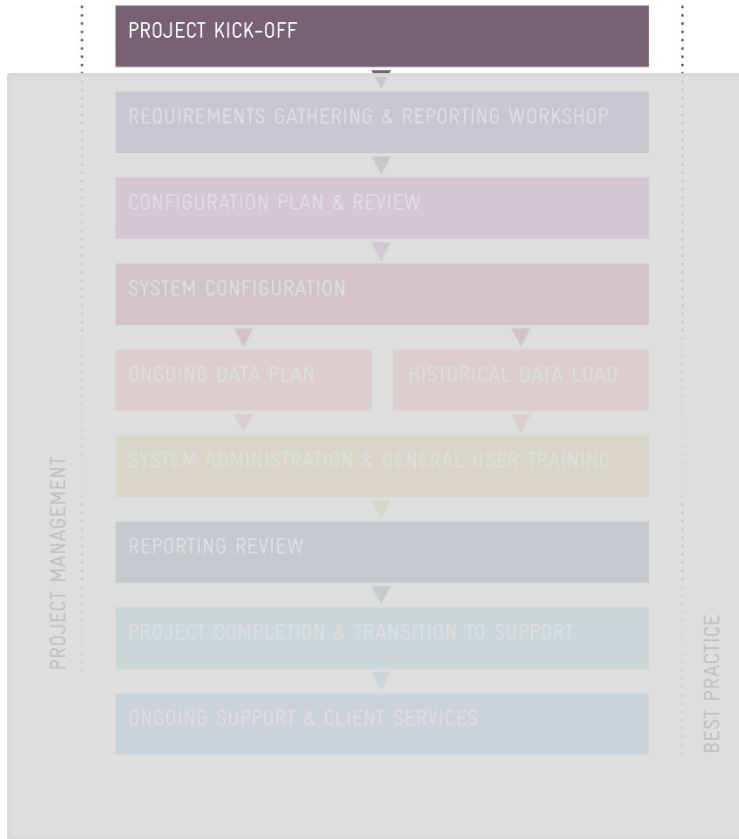 PROJECT KICK-OFF
REQUIREMENTS GATHERING & REPORTING WORKSHOP
CONFIGURATION PLAN & REVIEW
SYSTEM CONFIGURATION
ONGOING DATA PLAN
HISTORICAL DATA LOAD
SYSTEM ADMINISTRATION & GENERAL USER TRAINING
REPORTING REVIEW
PROJECT COMPLETION & TRANSITION TO SUPPORT
ONGOING SUPPORT & CLIENT SERVICES
PROJECT MANAGEMENT
BEST PRACTICE